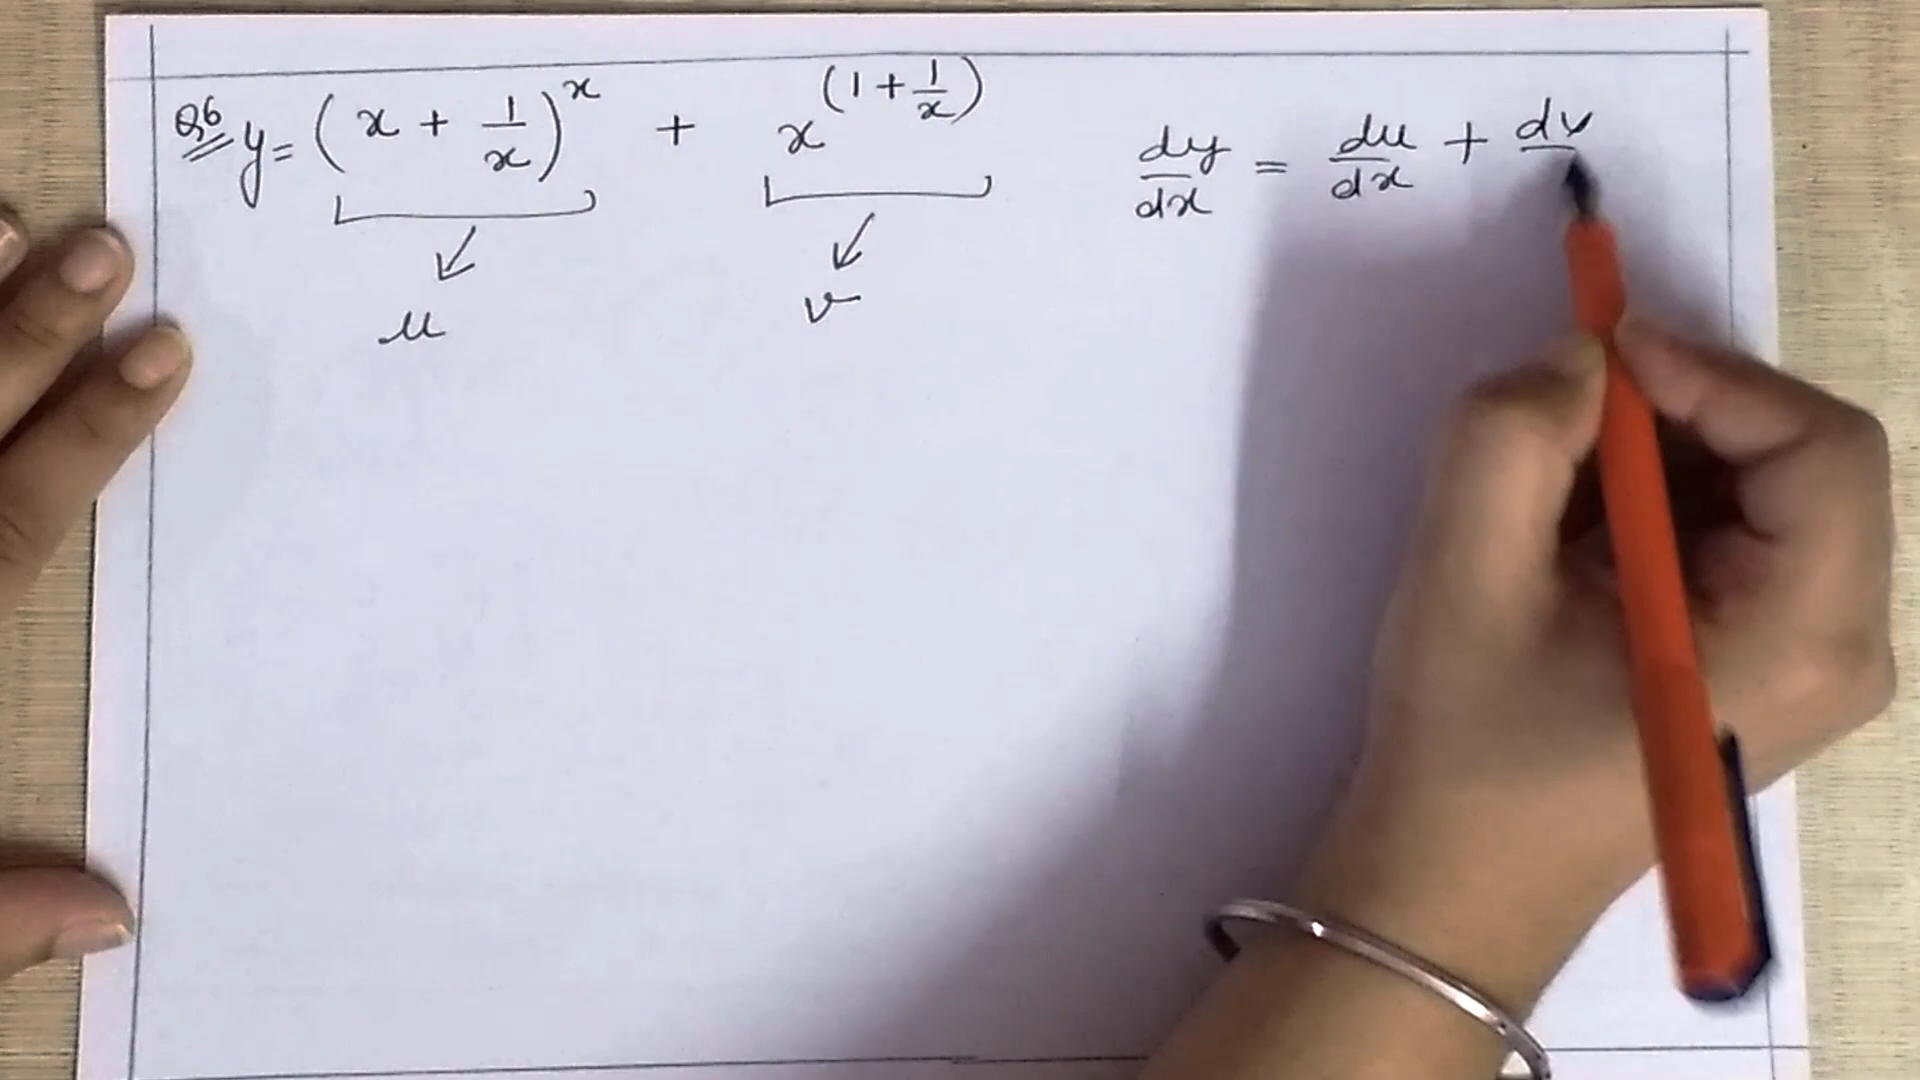 Q6 y = (x + 1/x)^x + x^(1 + 1/x)
u v
dy/dx = du/dx + dv